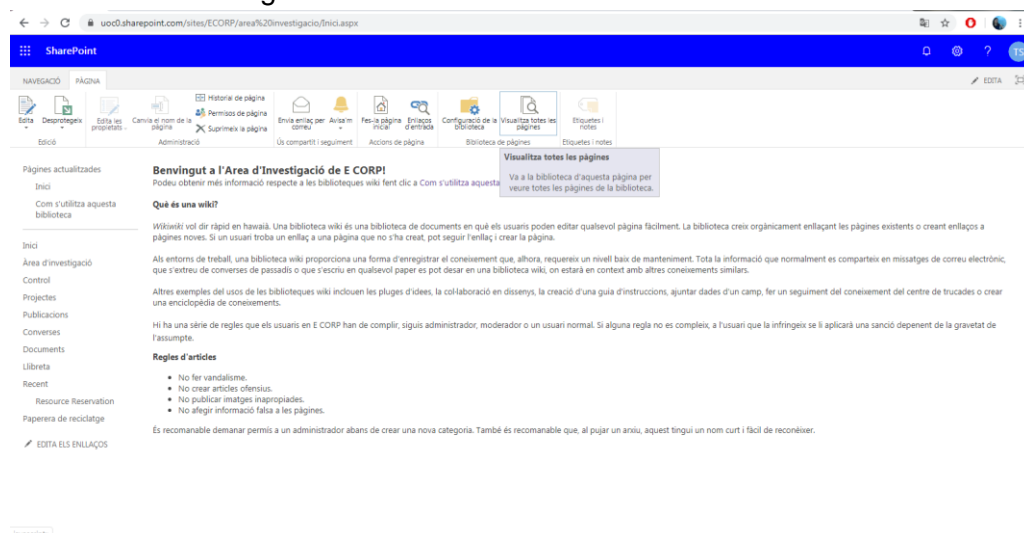 uoc0.sharepoint.com/sites/ECORP/area%20investigacio/Inici.aspx
SharePoint
TS
NAVEGACIÓ PÀGINA
EDITA
Edita
Desprotegeix
Edita les propietats
Canvia el nom de la pàgina
Historial de pàgina
Permisos de pàgina
Suprimeix la pàgina
Envia enllaç per correu
Avisa'm
Fes-la pàgina inicial
Enllaços d'entrada
Configuració de la biblioteca
Visualitza totes les pàgines
Etiquetes i notes
Edició
Administració
Ús compartit i seguiment
Accions de pàgina
Biblioteca de pàgines
Etiquetes i notes
Visualitza totes les pàgines
Va a la biblioteca d'aquesta pàgina per
veure totes les pàgines de la biblioteca.
Pàgines actualitzades
Inici
Com s'utilitza aquesta
biblioteca
Inici
Àrea d'investigació
Control
Projectes
Publicacions
Converses
Documents
Llibreta
Recent
Resource Reservation
Paperera de reciclatge
EDITA ELS ENLLAÇOS
Benvingut a l'Area d'Investigació de E CORP!
Podeu obtenir més informació respecte a les biblioteques wiki fent clic a Com s'utilitza aquesta
Què és una wiki?
Wikiwiki vol dir ràpid en hawaià. Una biblioteca wiki és una biblioteca de documents en què els usuaris poden editar qualsevol pàgina fàcilment. La biblioteca creix orgànicament enllaçant les pàgines existents o creant enllaços a
pàgines noves. Si un usuari troba un enllaç a una pàgina que no s'ha creat, pot seguir l'enllaç i crear la pàgina.
Als entorns de treball, una biblioteca wiki proporciona una forma d'enregistrar el coneixement que, alhora, requereix un nivell baix de manteniment. Tota la informació que normalment es comparteix en missatges de correu electrònic,
que s'extreu de converses de passadís o que s'escriu en qualsevol paper es pot desar en una biblioteca wiki, on estarà en context amb altres coneixements similars.
Altres exemples del usos de les biblioteques wiki inclouen les pluges d'idees, la col·laboració en dissenys, la creació d'una guia d'instruccions, ajuntar dades d'un camp, fer un seguiment del coneixement del centre de trucades o crear
una enciclopèdia de coneixements.
Hi ha una sèrie de regles que els usuaris en E CORP han de complir, siguis administrador, moderador o un usuari normal. Si alguna regla no es compleix, a l'usuari que la infringeix se li aplicarà una sanció depenent de la gravetat de
l'assumpte.
Regles d'articles
No fer vandalisme.
No crear articles ofensius.
No publicar imatges inapropiades.
No afegir informació falsa a les pàgines.
És recomanable demanar permís a un administrador abans de crear una nova categoria. També és recomanable que, al pujar un arxiu, aquest tingui un nom curt i fàcil de reconèixer.